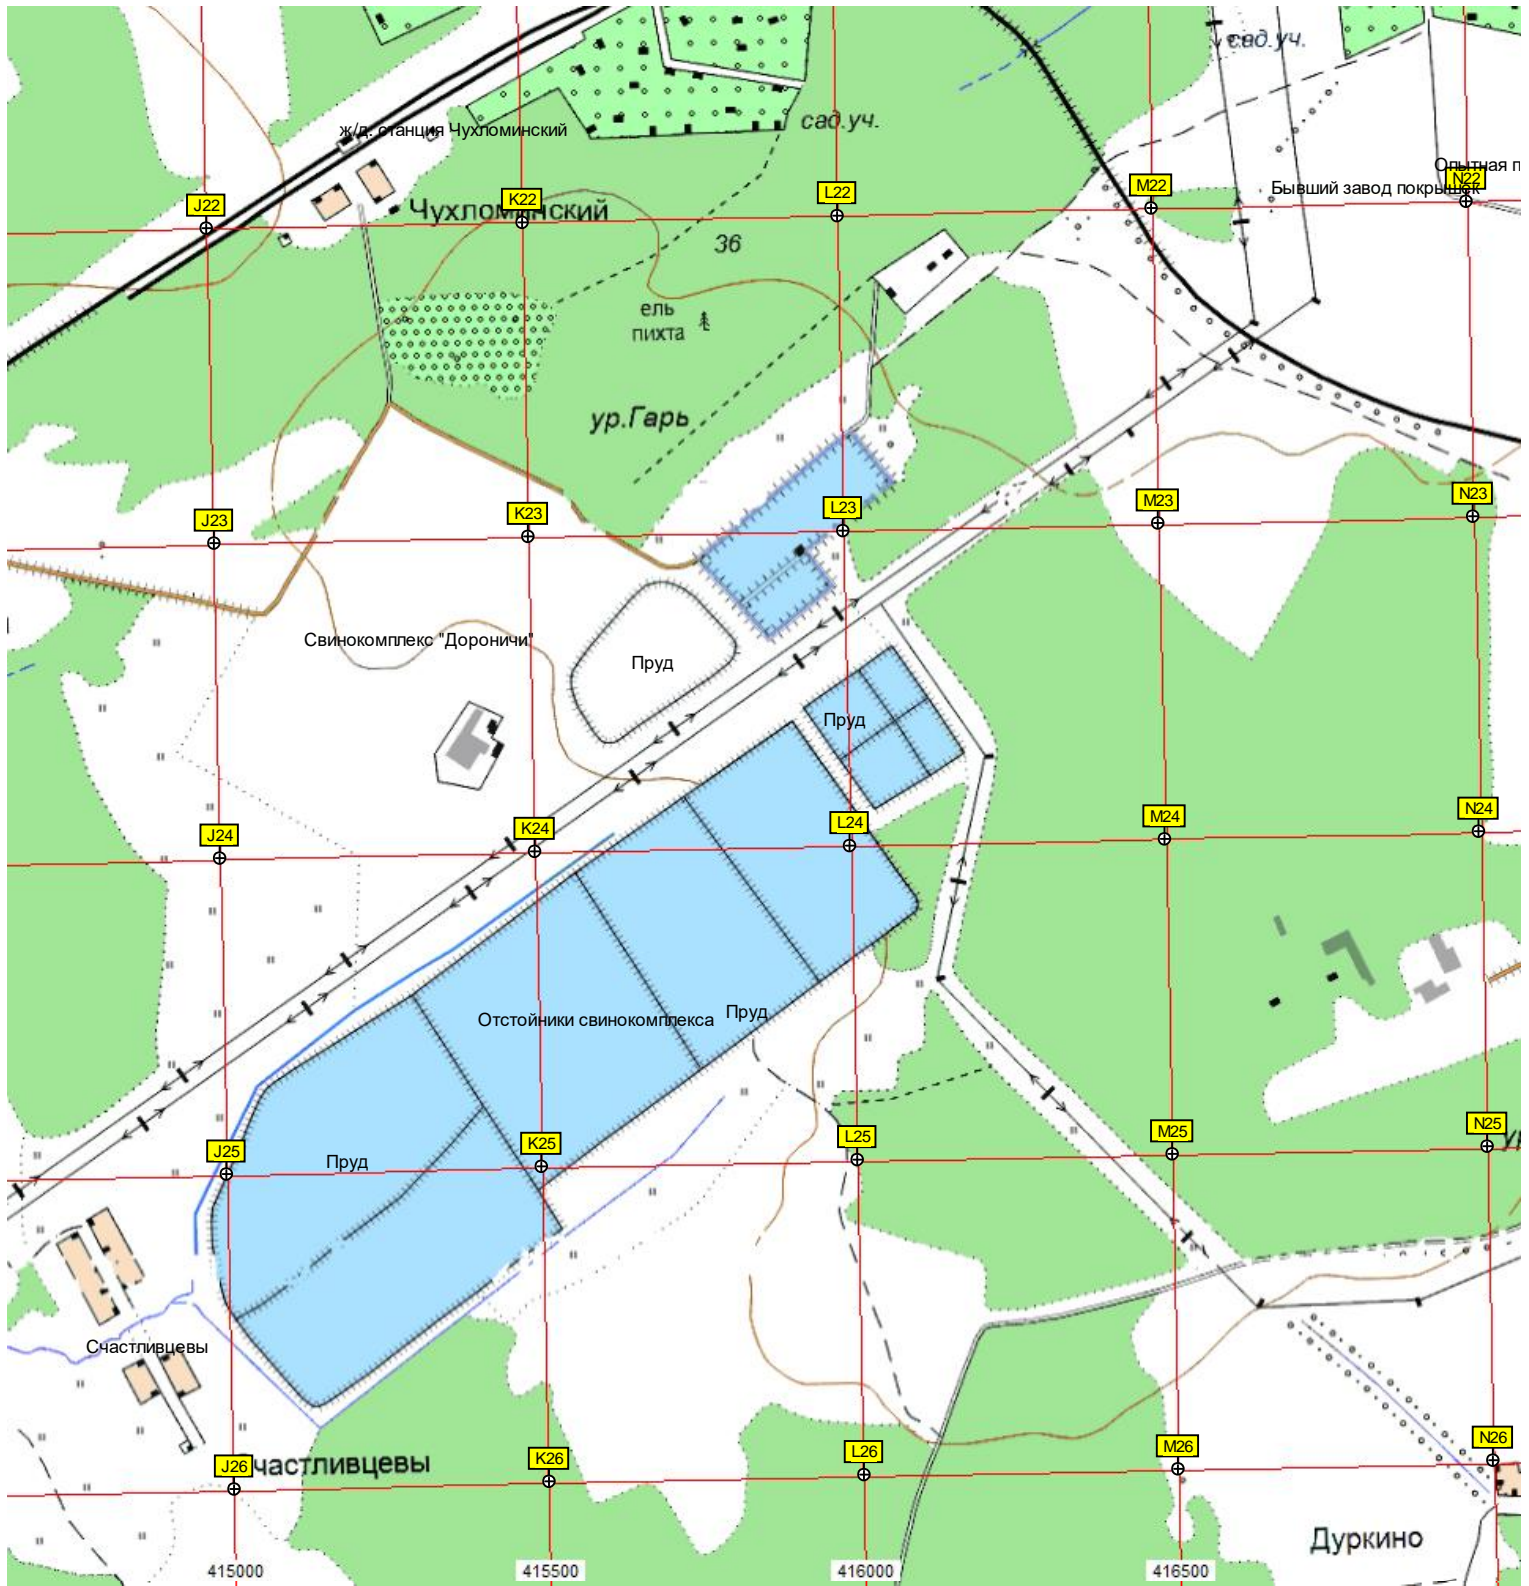 сад.уч.
ж/д. станция Чухломинский
сад.уч.
Опытная п
Бывший завод покрышек
J22
K22
L22
M22
N22
Чухломинский
36
ель
пихта
ур.Гарь
J23
K23
L23
M23
N23
Свинокомплекс "Дороничи"
Пруд
Пруд
J24
K24
L24
M24
N24
Отстойники свинокомплекса
Пруд
J25
K25
L25
M25
N25
ур
Пруд
Счастливцевы
J26
K26
L26
M26
N26
частливцевы
Дуркино
415000
415500
416000
416500